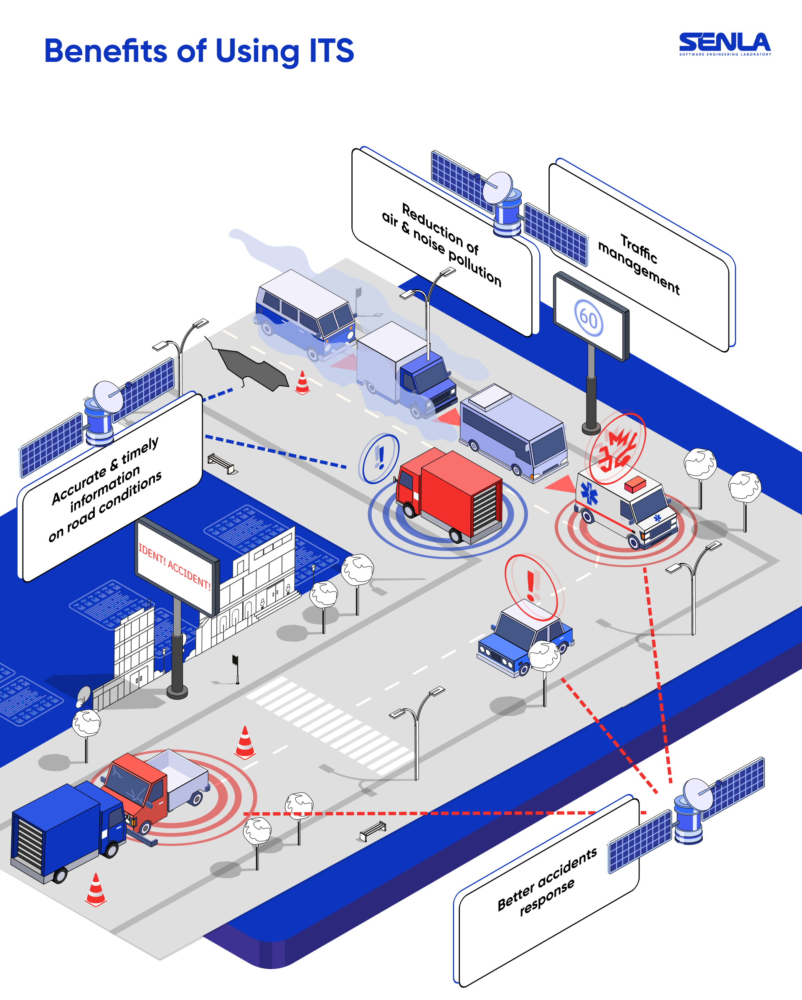 Benefits of Using ITS
SENLA
SOFTWARE ENGINEERING LABORATORY
Reduction of
air & noise pollution
Traffic
management
60
Accurate & timely
information
on road conditions
IDENT! ACCIDENT!
Better accidents
response